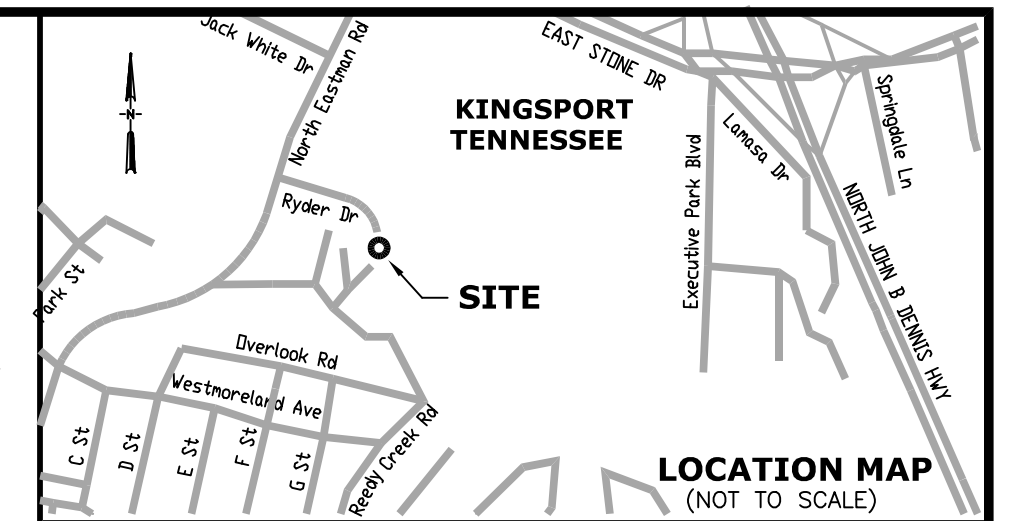 Jack White Dr
North Eastman Rd
EAST STONE DR
KINGSPORT
TENNESSEE
N
Springdale Ln
Lamasa Dr
Executive Park Blvd
Ryder Dr
NORTH JOHN B DENNIS HWY
Park St
SITE
Overlook Rd
Westmoreland Ave
C St
D St
E St
F St
G St
Reedy Creek Rd
LOCATION MAP
(NOT TO SCALE)